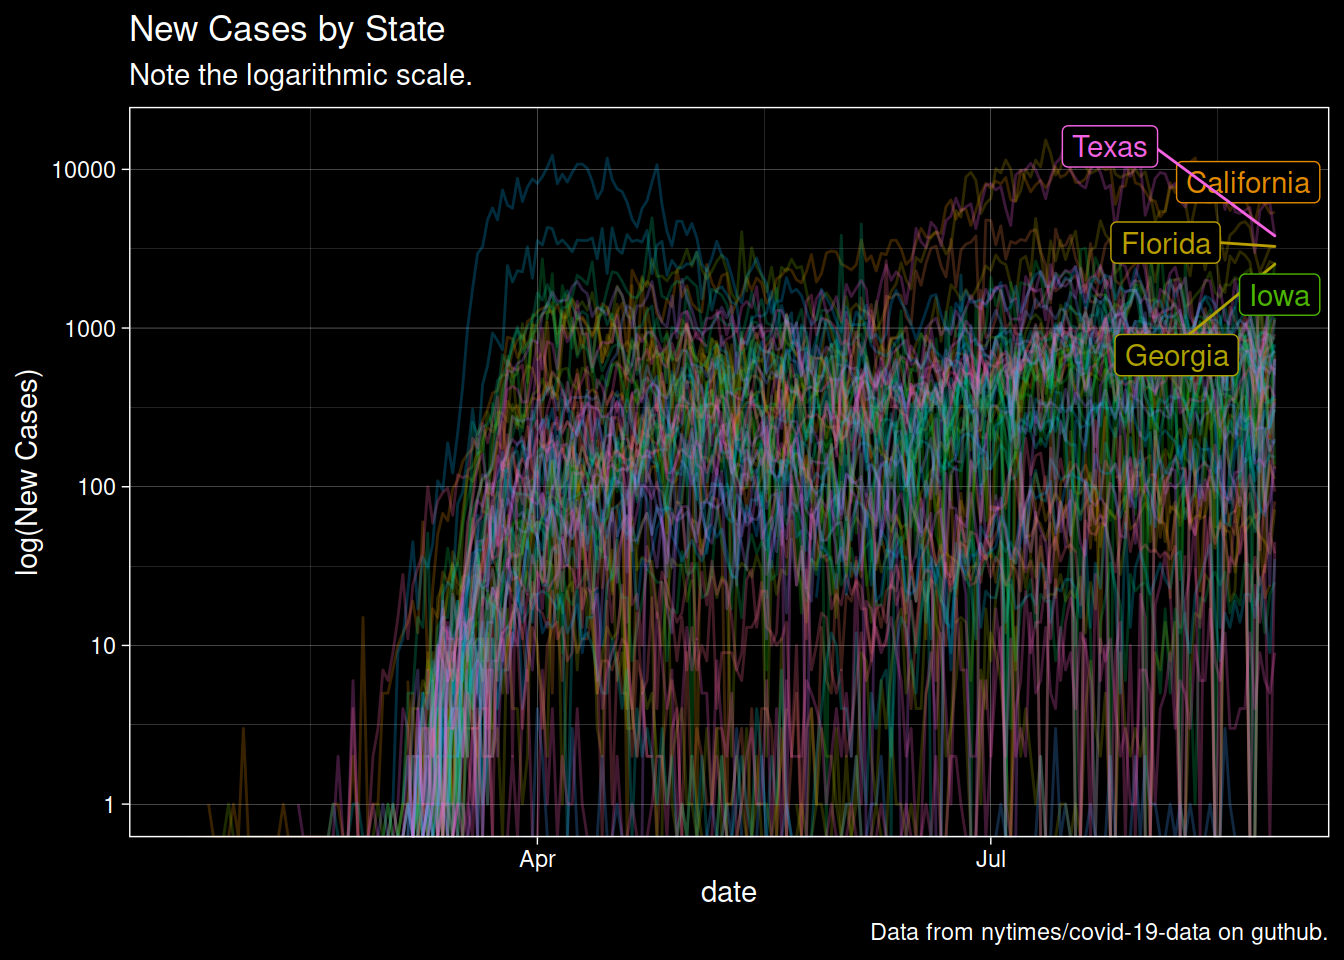 New Cases by State
Note the logarithmic scale.
Texas
California
Florida
Iowa
Georgia
10000
1000
100
10
1
log(New Cases)
Apr
Jul
date
Data from nytimes/covid-19-data on guthub.